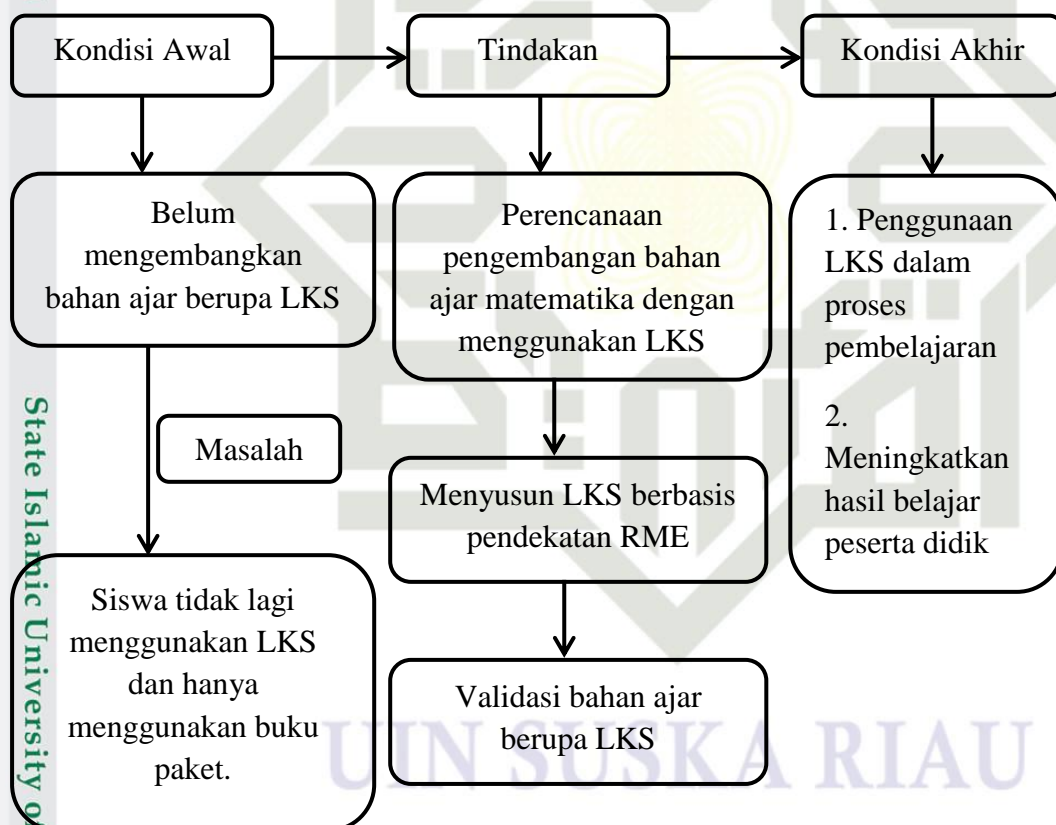 Kondisi Awal
Tindakan
Kondisi Akhir
Belum
mengembangkan
bahan ajar berupa LKS
Masalah
Siswa tidak lagi
menggunakan LKS
dan hanya
menggunakan buku
paket.
Perencanaan
pengembangan bahan
ajar matematika dengan
menggunakan LKS
Menyusun LKS berbasis
pendekatan RME
Validasi bahan ajar
berupa LKS
1. Penggunaan
LKS dalam
proses
pembelajaran
2.
Meningkatkan
hasil belajar
peserta didik
State Islamic University of
UIN SUSKA RIAU